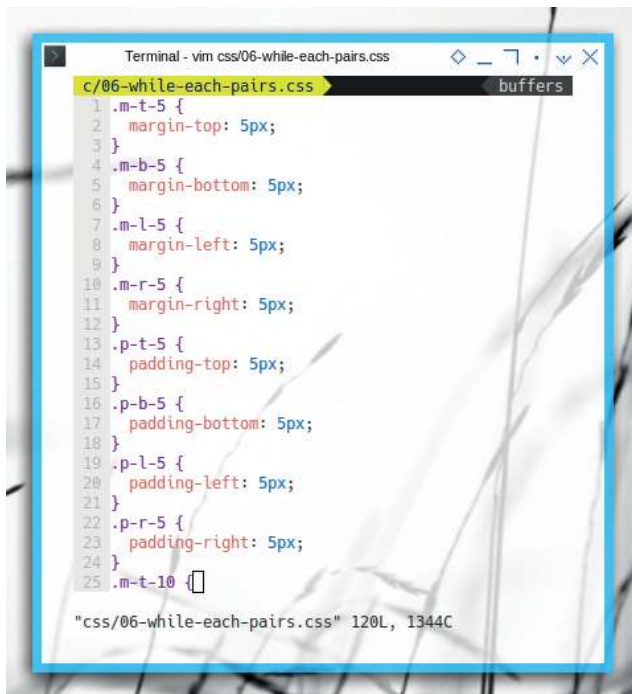 Terminal - vim css/06-while-each-pairs.css
c/06-while-each-pairs.css buffers
1 .m-t-5 {
2   margin-top: 5px;
3 }
4 .m-b-5 {
5   margin-bottom: 5px;
6 }
7 .m-l-5 {
8   margin-left: 5px;
9 }
10 .m-r-5 {
11   margin-right: 5px;
12 }
13 .p-t-5 {
14   padding-top: 5px;
15 }
16 .p-b-5 {
17   padding-bottom: 5px;
18 }
19 .p-l-5 {
20   padding-left: 5px;
21 }
22 .p-r-5 {
23   padding-right: 5px;
24 }
25 .m-t-10 {
"css/06-while-each-pairs.css" 120L, 1344C